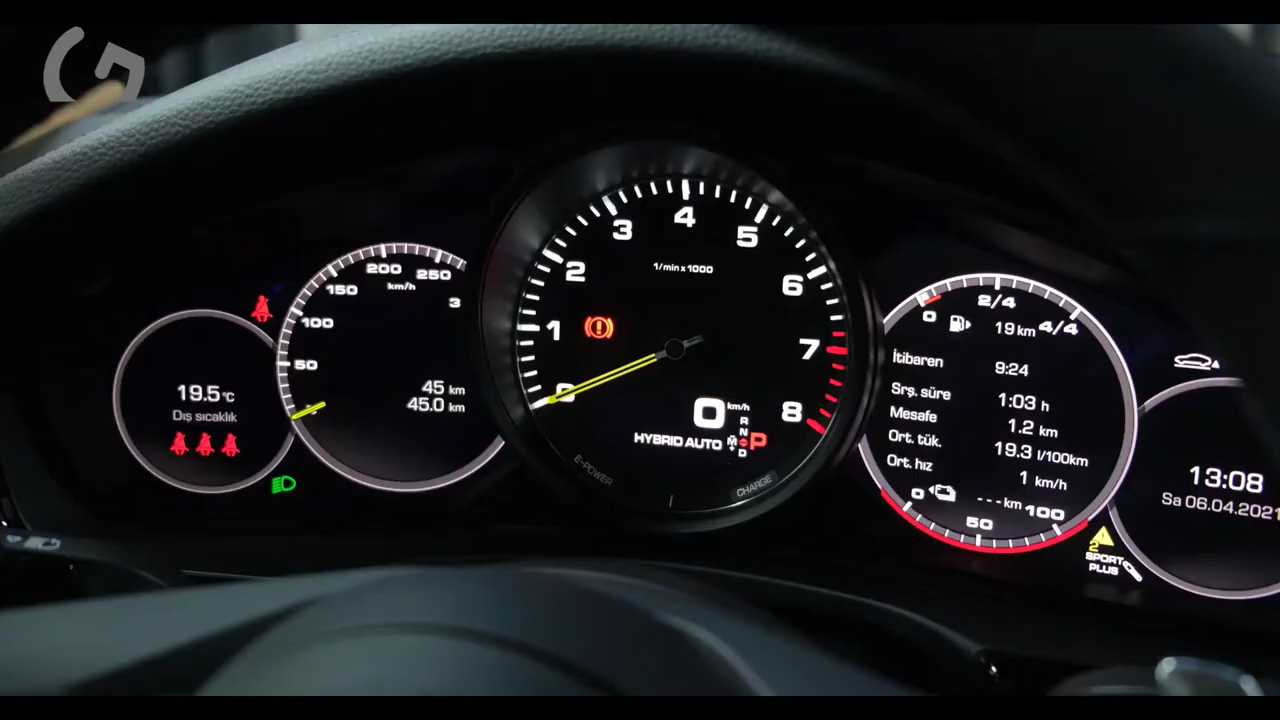 19.5°C
Dış sıcaklık
50
100
150
200
250
km/h
3
45 km
45.0 km
0
1
2
3
4
5
6
7
8
1/min x 1000
0 km/h
HYBRID AUTO
R
N
M
D
P
E-POWER
CHARGE
0
2/4
4/4
19 km
İtibaren 9:24
Srş. süre 1:03 h
Mesafe 1.2 km
Ort. tük. 19.3 l/100km
Ort. hız 1 km/h
0
50
100
---km
2
SPORT
PLUS
13:08
Sa 06.04.2021